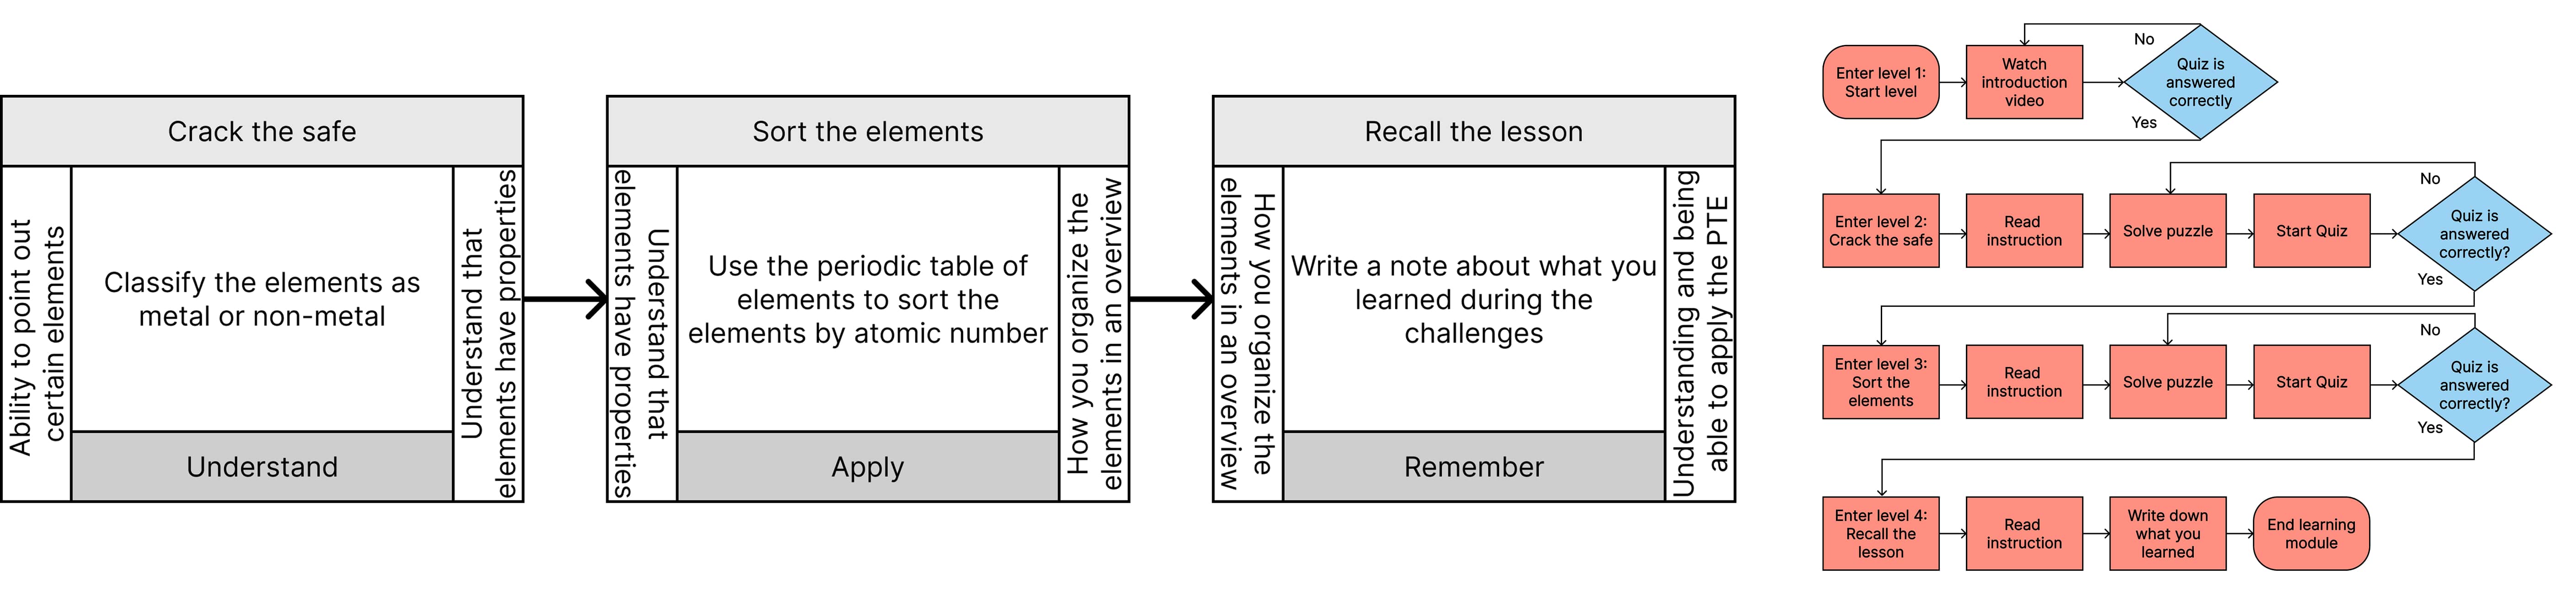 Crack the safe
Ability to point out
certain elements
Classify the elements as
metal or non-metal
Understand that
elements have properties
Understand
Sort the elements
Understand that
elements have properties
Use the periodic table of
elements to sort the
elements by atomic number
How you organize the
elements in an overview
Apply
Recall the lesson
How you organize the
elements in an overview
Write a note about what you
learned during the
challenges
Understanding and being
able to apply the PTE
Remember
Enter level 1:
Start level
Watch
introduction
video
No
Quiz is
answered
correctly
Yes
Enter level 2:
Crack the safe
Read
instruction
Solve puzzle
Start Quiz
No
Quiz is
answered
correctly?
Yes
Enter level 3:
Sort the
elements
Read
instruction
Solve puzzle
Start Quiz
No
Quiz is
answered
correctly?
Yes
Enter level 4:
Recall the
lesson
Read
instruction
Write down
what you
learned
End learning
module